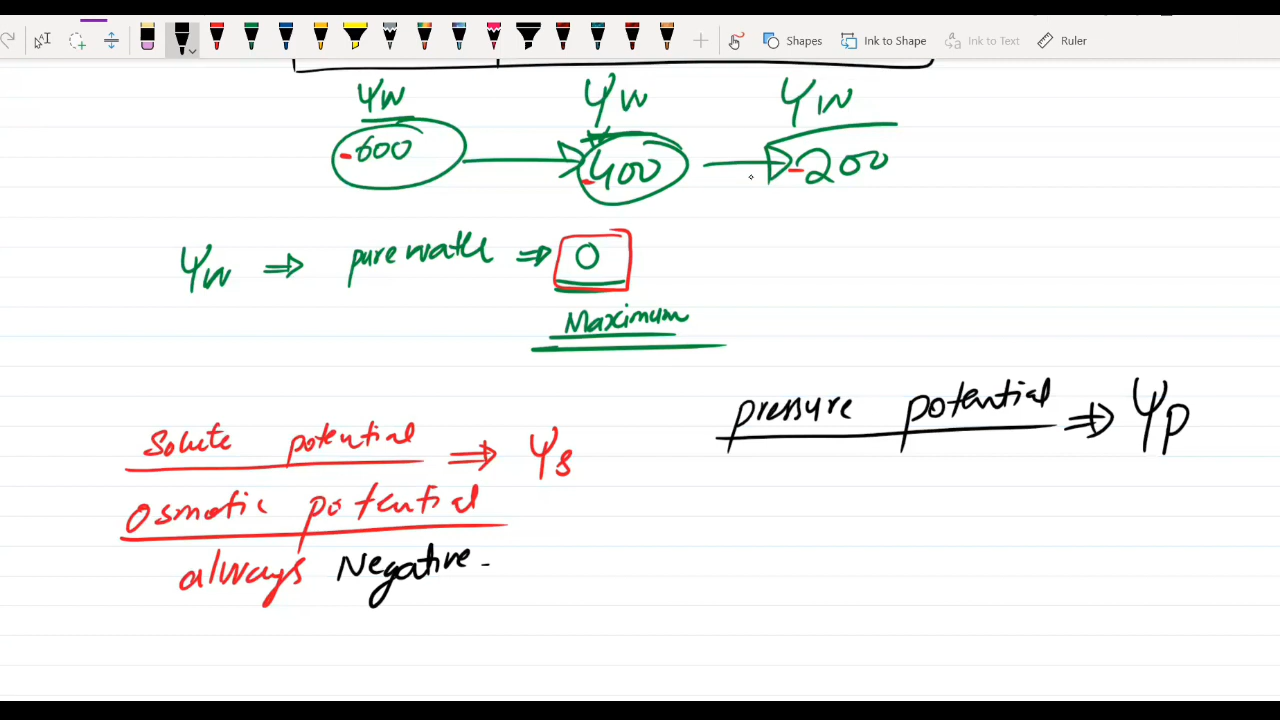 Shapes Ink to Shape Ink to Text Ruler
Ψw Ψw Ψw
-600 -400 -200
Ψw ⇒ pure water ⇒ 0
Maximum
pressure potential ⇒ Ψp
Solute potential ⇒ Ψs
Osmotic potential
always Negative -